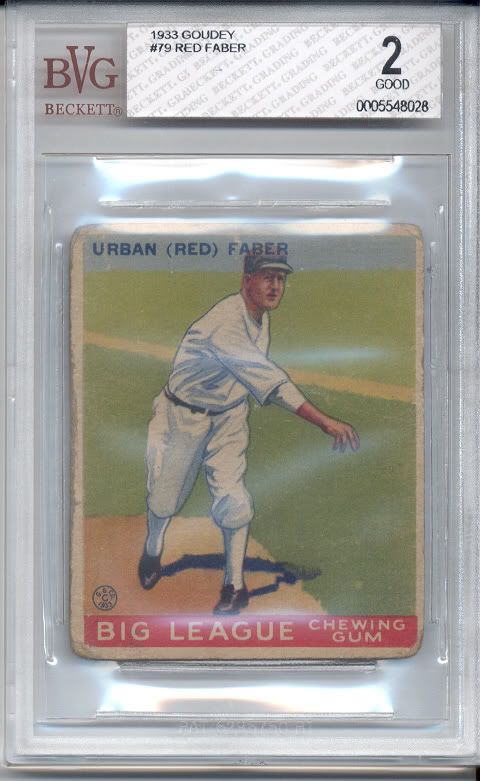 BVG
BECKETT®
1933 GOUDEY
#79 RED FABER
2
GOOD
0005548028
URBAN (RED) FABER
BIG LEAGUE CHEWING GUM